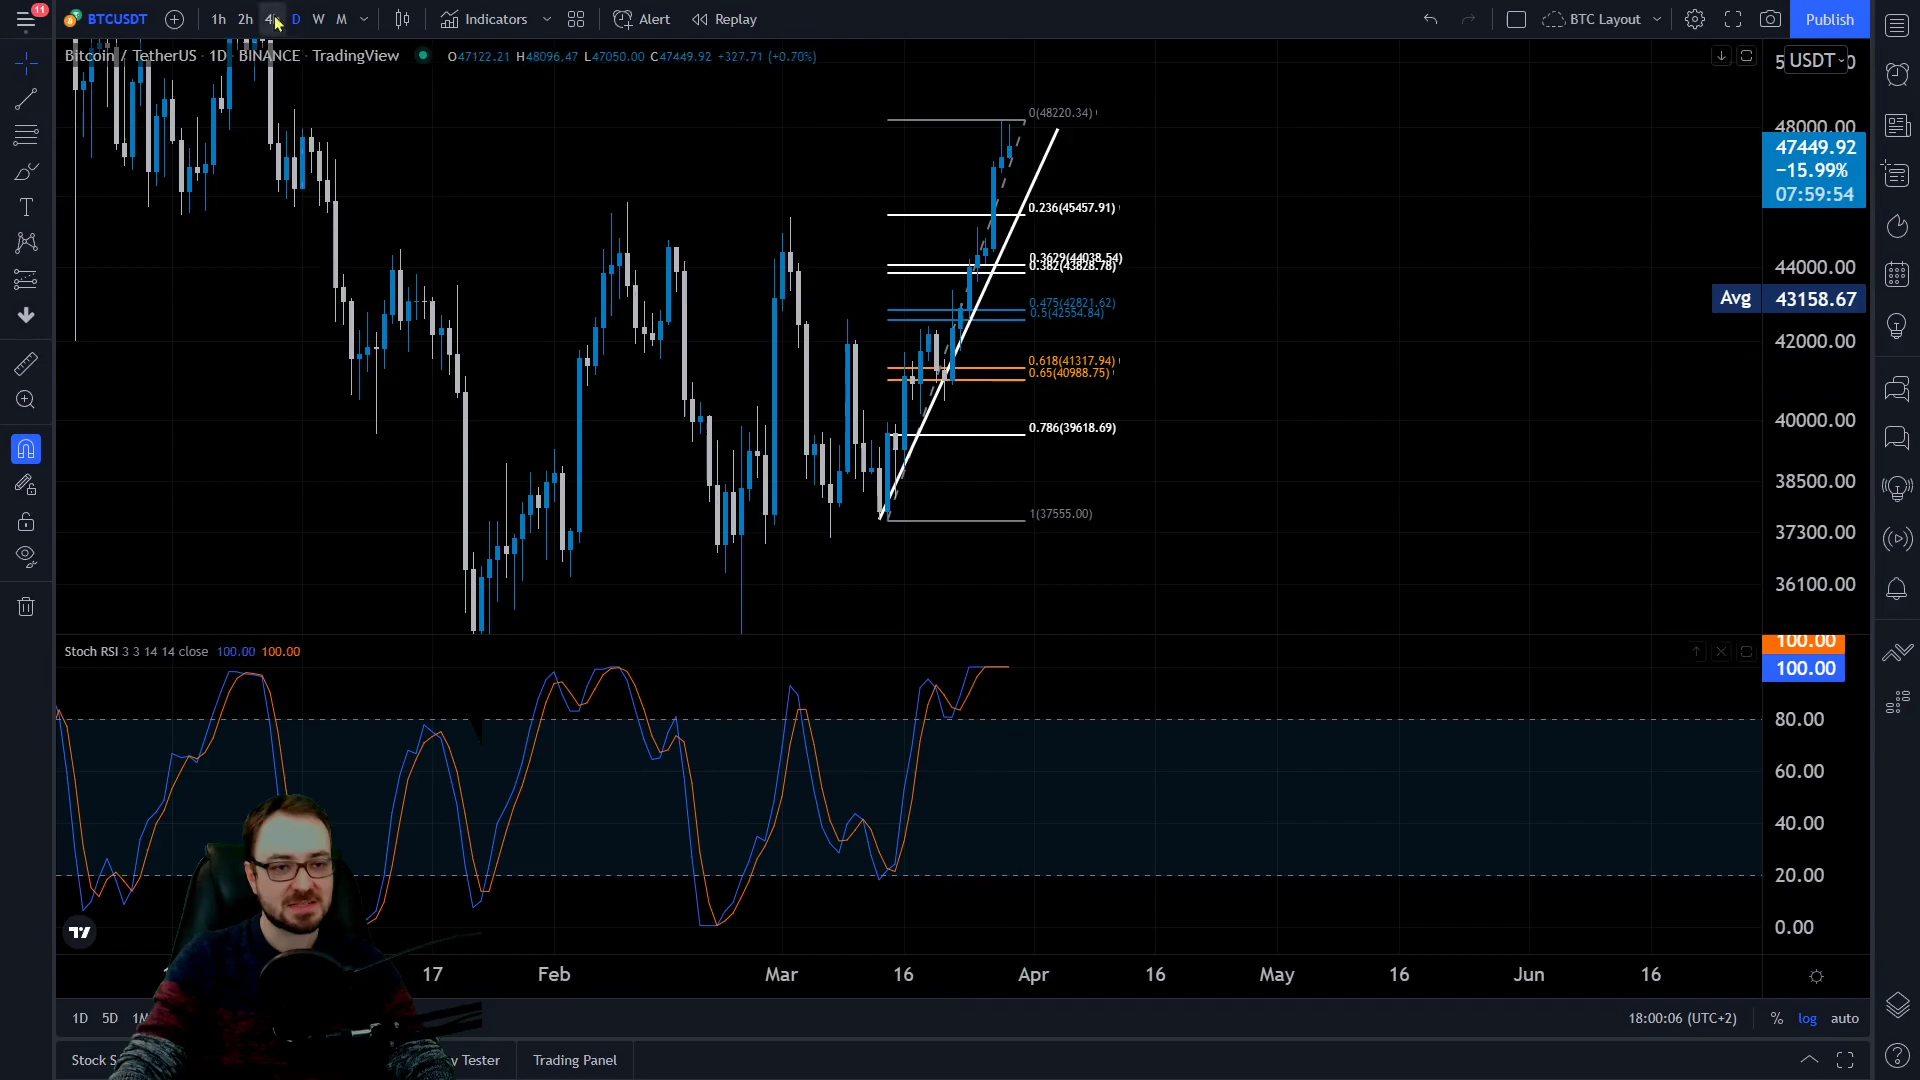 11
BTCUSDT
1h 2h 4 D W M
Indicators
Alert
Replay
BTC Layout
Publish
Bitcoin / TetherUS · 1D · BINANCE · TradingView
O47122.21 H48096.47 L47050.00 C47449.92 +327.71 (+0.70%)
USDT
0(48220.34)
0.236(45457.91)
0.3629(44038.54)
0.382(43828.78)
0.475(42821.62)
0.5(42554.84)
0.618(41317.94)
0.65(40988.75)
0.786(39618.69)
1(37555.00)
48000.00
47449.92
−15.99%
07:59:54
44000.00
Avg 43158.67
42000.00
40000.00
38500.00
37300.00
36100.00
Stoch RSI 3 3 14 14 close 100.00 100.00
100.00
100.00
80.00
60.00
40.00
20.00
0.00
17 Feb Mar 16 Apr 16 May 16 Jun 16
1D 5D 1M
18:00:06 (UTC+2) % log auto
Stock S
y Tester
Trading Panel